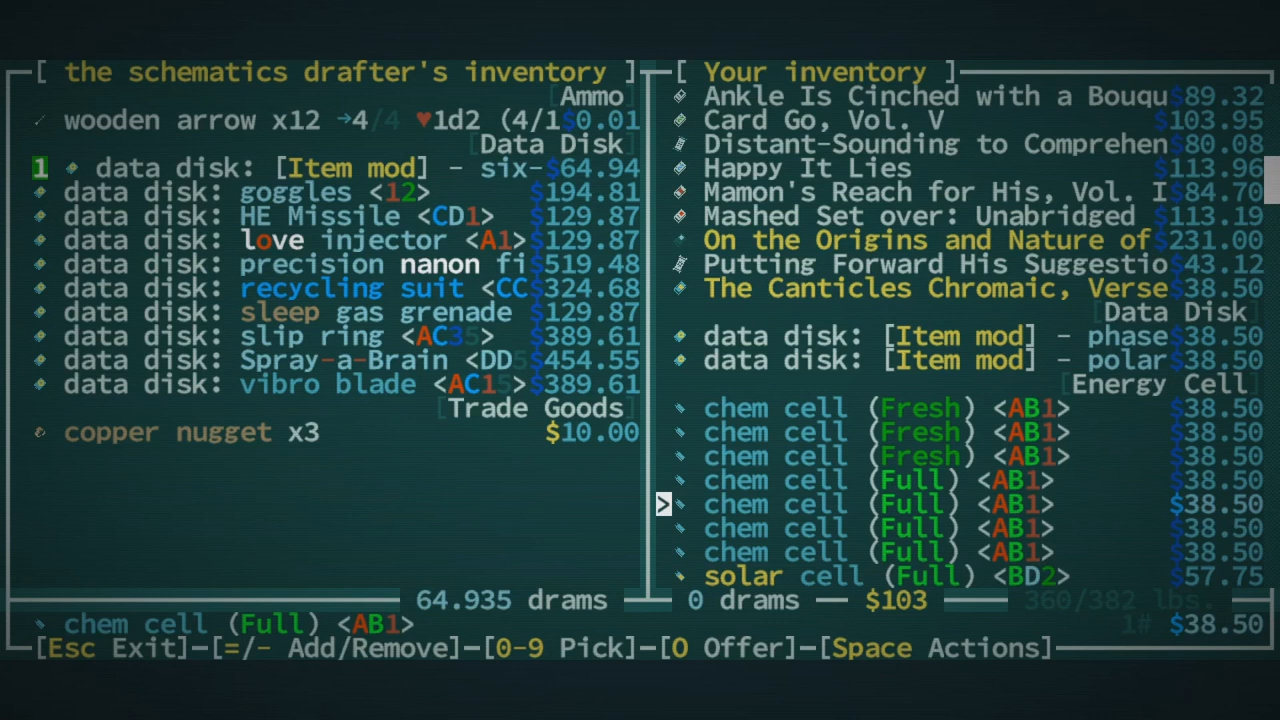 [ the schematics drafter's inventory ]
[Ammo]
wooden arrow x12 →4/4 ♥1d2 (4/1 $0.01
[Data Disk]
1 data disk: [Item mod] - six- $64.94
data disk: goggles <12> $194.81
data disk: HE Missile <CD1> $129.87
data disk: love injector <A1> $129.87
data disk: precision nanon fi $519.48
data disk: recycling suit <CC $324.68
data disk: sleep gas grenade $129.87
data disk: slip ring <AC35> $389.61
data disk: Spray-a-Brain <DD5 $454.55
data disk: vibro blade <AC15> $389.61
[Trade Goods]
copper nugget x3 $10.00
[ Your inventory ]
Ankle Is Cinched with a Bouqu $89.32
Card Go, Vol. V $103.95
Distant-Sounding to Comprehen $80.08
Happy It Lies $113.96
Mamon's Reach for His, Vol. I $84.70
Mashed Set over: Unabridged $113.19
On the Origins and Nature of $231.00
Putting Forward His Suggestio $43.12
The Canticles Chromaic, Verse $38.50
[Data Disk]
data disk: [Item mod] - phase $38.50
data disk: [Item mod] - polar $38.50
[Energy Cell]
chem cell (Fresh) <AB1> $38.50
chem cell (Fresh) <AB1> $38.50
chem cell (Fresh) <AB1> $38.50
chem cell (Full) <AB1> $38.50
> chem cell (Full) <AB1> $38.50
chem cell (Full) <AB1> $38.50
chem cell (Full) <AB1> $38.50
solar cell (Full) <BD2> $57.75
64.935 drams 0 drams — $103 360/382 lbs.
chem cell (Full) <AB1> 1# $38.50
[Esc Exit]-[=/- Add/Remove]-[0-9 Pick]-[O Offer]-[Space Actions]